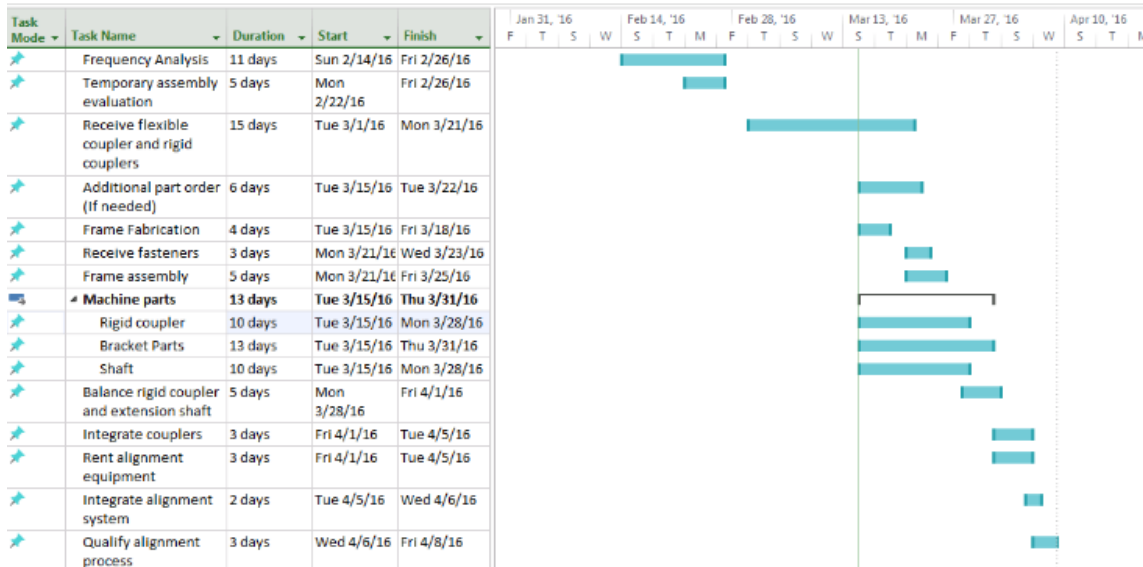 Jan 31, '16 Feb 14, '16 Feb 28, '16 Mar 13, '16 Mar 27, '16 Apr 10, '16
Task Mode Task Name Duration Start Finish F T S W S T M F T S W S T M F T S W S T M
Frequency Analysis 11 days Sun 2/14/16 Fri 2/26/16
Temporary assembly 5 days Mon Fri 2/26/16
evaluation 2/22/16
Receive flexible 15 days Tue 3/1/16 Mon 3/21/16
coupler and rigid
couplers
Additional part order 6 days Tue 3/15/16 Tue 3/22/16
(If needed)
Frame Fabrication 4 days Tue 3/15/16 Fri 3/18/16
Receive fasteners 3 days Mon 3/21/16 Wed 3/23/16
Frame assembly 5 days Mon 3/21/16 Fri 3/25/16
Machine parts 13 days Tue 3/15/16 Thu 3/31/16
Rigid coupler 10 days Tue 3/15/16 Mon 3/28/16
Bracket Parts 13 days Tue 3/15/16 Thu 3/31/16
Shaft 10 days Tue 3/15/16 Mon 3/28/16
Balance rigid coupler 5 days Mon Fri 4/1/16
and extension shaft 3/28/16
Integrate couplers 3 days Fri 4/1/16 Tue 4/5/16
Rent alignment 3 days Fri 4/1/16 Tue 4/5/16
equipment
Integrate alignment 2 days Tue 4/5/16 Wed 4/6/16
system
Qualify alignment 3 days Wed 4/6/16 Fri 4/8/16
process